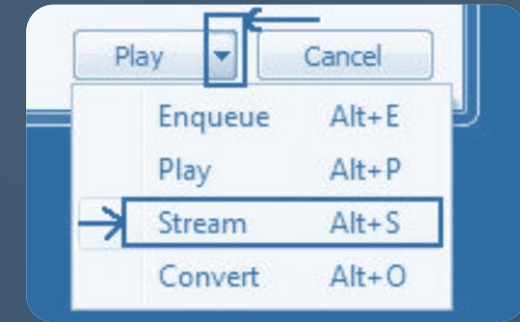 Play Cancel
Enqueue Alt+E
Play Alt+P
Stream Alt+S
Convert Alt+O